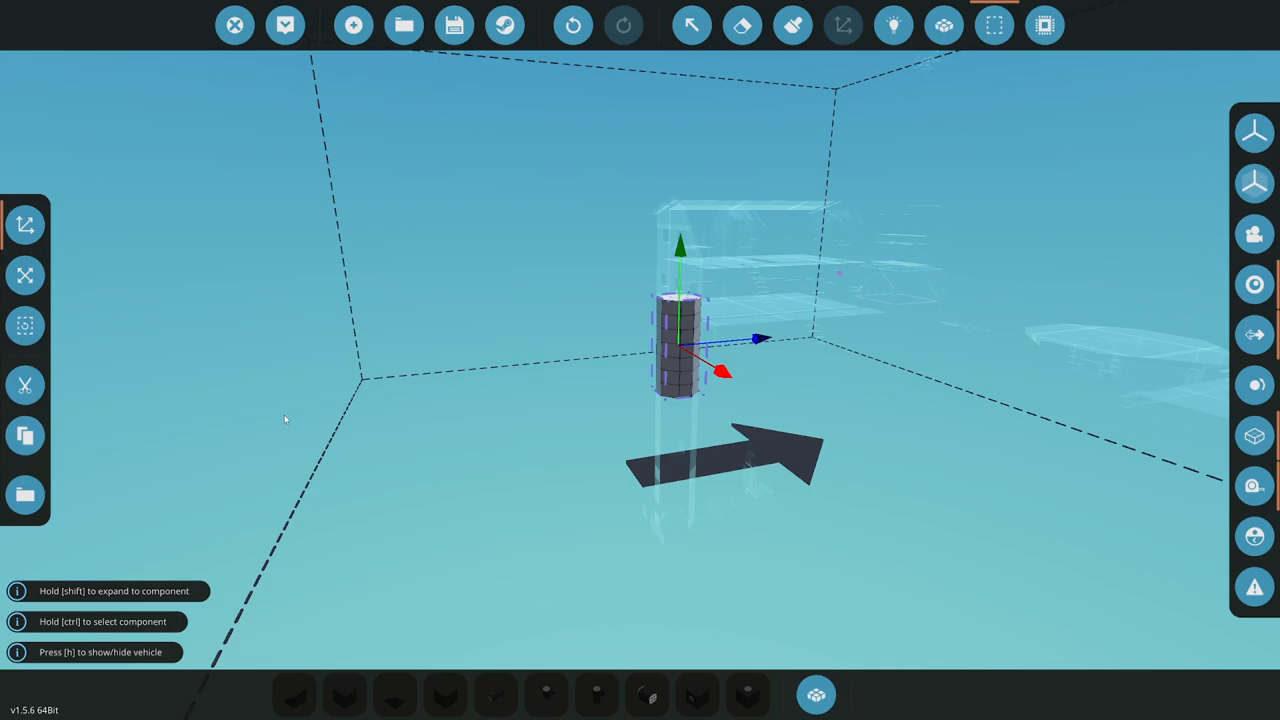 Hold [shift] to expand to component
Hold [ctrl] to select component
Press [h] to show/hide vehicle
v1.5.6 64Bit